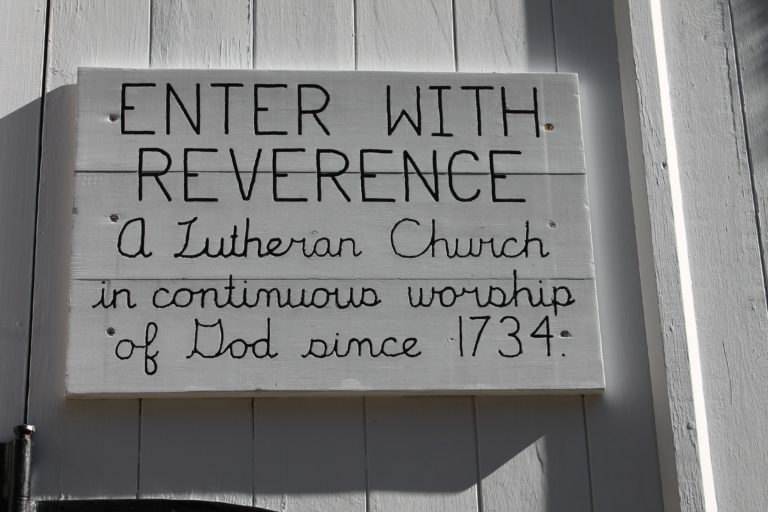 ENTER WITH
REVERENCE
A Lutheran Church
in continuous worship
of God since 1734.